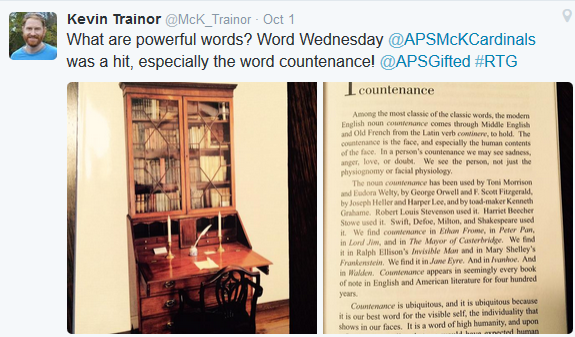 Kevin Trainor @McK_Trainor · Oct 1
What are powerful words? Word Wednesday @APSMcKCardinals
was a hit, especially the word countenance! @APSGifted #RTG
countenance
Among the most classic of the classic words, the modern
English noun countenance comes through Middle English
and Old French from the Latin verb continere, to hold. The
countenance is the face, and especially the human contents
of the face. In a person's countenance we may see sadness,
anger, love, or doubt. We see the person, not just the
physiognomy or facial physiology.
The noun countenance has been used by Toni Morrison
and Eudora Welty, by George Orwell and F. Scott Fitzgerald,
by Joseph Heller and Harper Lee, and by toad-maker Kenneth
Grahame. Robert Louis Stevenson used it. Harriet Beecher
Stowe used it. Swift, Defoe, Milton, and Shakespeare used
it. We find countenance in Ethan Frome, in Peter Pan,
in Lord Jim, and in The Mayor of Casterbridge. We find
it in Ralph Ellison's Invisible Man and in Mary Shelley's
Frankenstein. We find it in Jane Eyre. And in Ivanhoe. And
in Walden. Countenance appears in seemingly every book
of note in English and American literature for four hundred
years.
Countenance is ubiquitous, and it is ubiquitous because
it is our best word for the visible self, the individuality that
shows in our faces. It is a word of high humanity, and upon
expected human